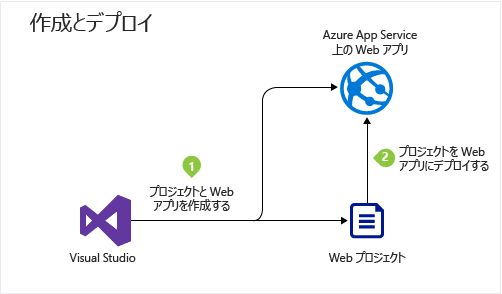 作成とデプロイ
Azure App Service
上の Web アプリ
1
プロジェクトと Web
アプリを作成する
2
プロジェクトを Web
アプリにデプロイする
Visual Studio
Web プロジェクト